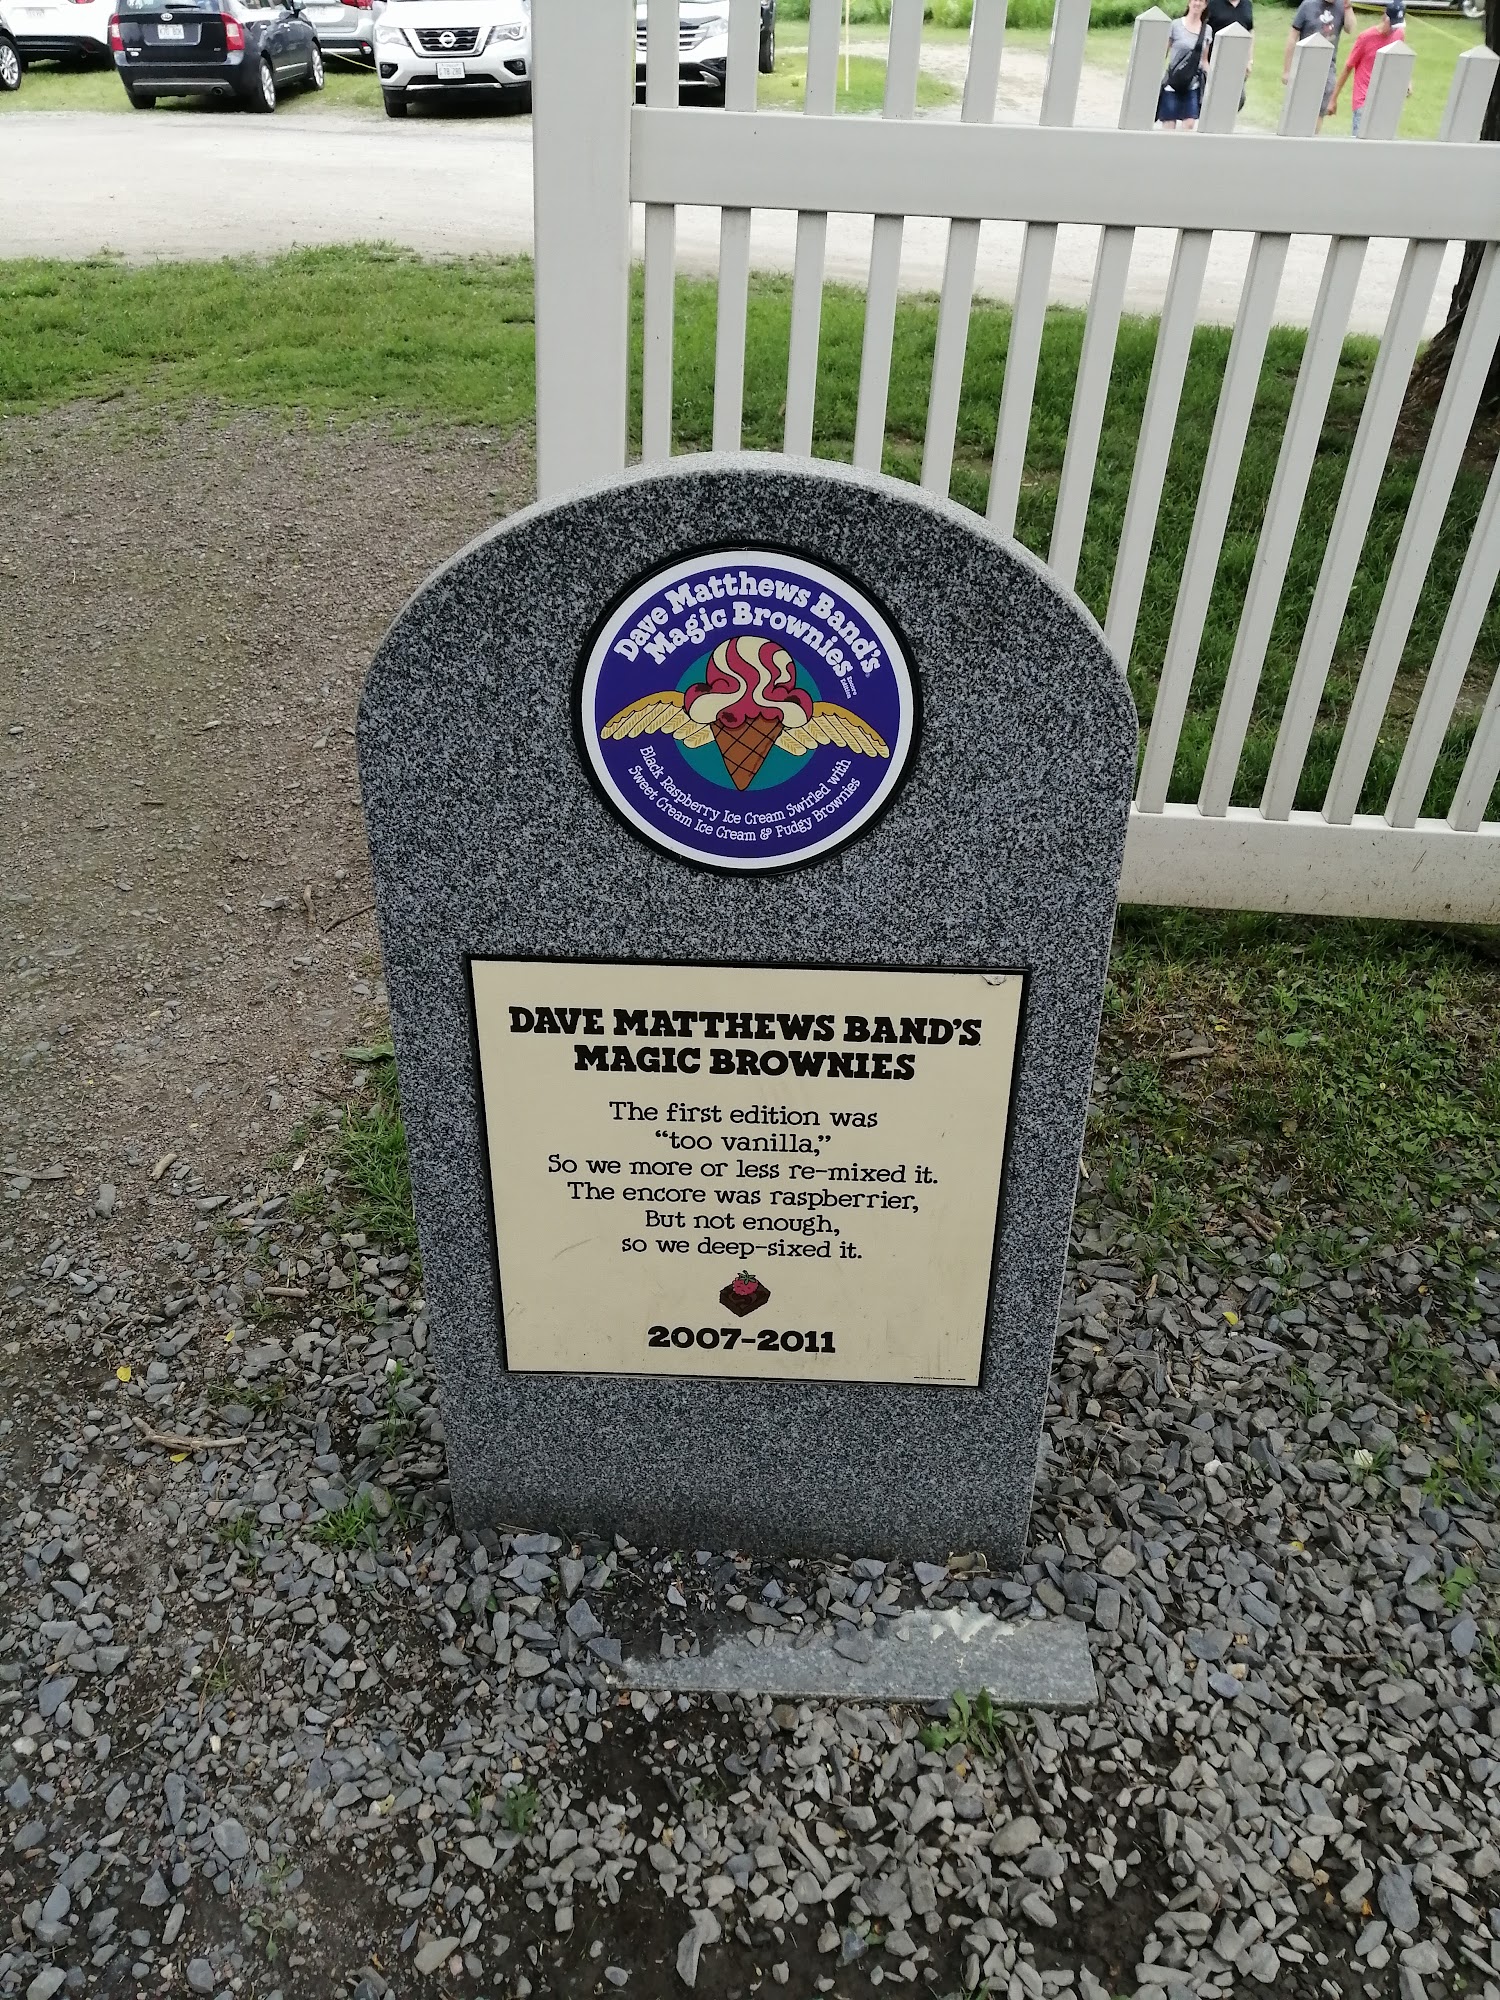 Dave Matthews Band's
Magic Brownies
Encore
Edition
Black Raspberry Ice Cream Swirled with
Sweet Cream Ice Cream & Fudgy Brownies
DAVE MATTHEWS BAND'S
MAGIC BROWNIES
The first edition was
“too vanilla,”
So we more or less re-mixed it.
The encore was raspberrier,
But not enough,
so we deep-sixed it.
2007-2011